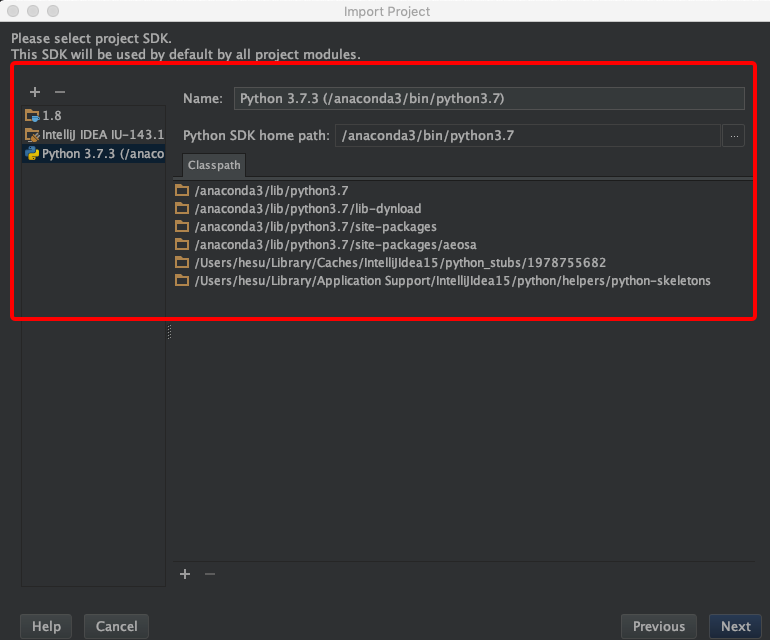 Import Project
Please select project SDK.
This SDK will be used by default by all project modules.
Name: Python 3.7.3 (/anaconda3/bin/python3.7)
1.8
IntelliJ IDEA IU-143.1
Python SDK home path: /anaconda3/bin/python3.7 ...
Python 3.7.3 (/anaco
Classpath
/anaconda3/lib/python3.7
/anaconda3/lib/python3.7/lib-dynload
/anaconda3/lib/python3.7/site-packages
/anaconda3/lib/python3.7/site-packages/aeosa
/Users/hesu/Library/Caches/IntelliJIdea15/python_stubs/1978755682
/Users/hesu/Library/Application Support/IntelliJIdea15/python/helpers/python-skeletons
Help Cancel Previous Next